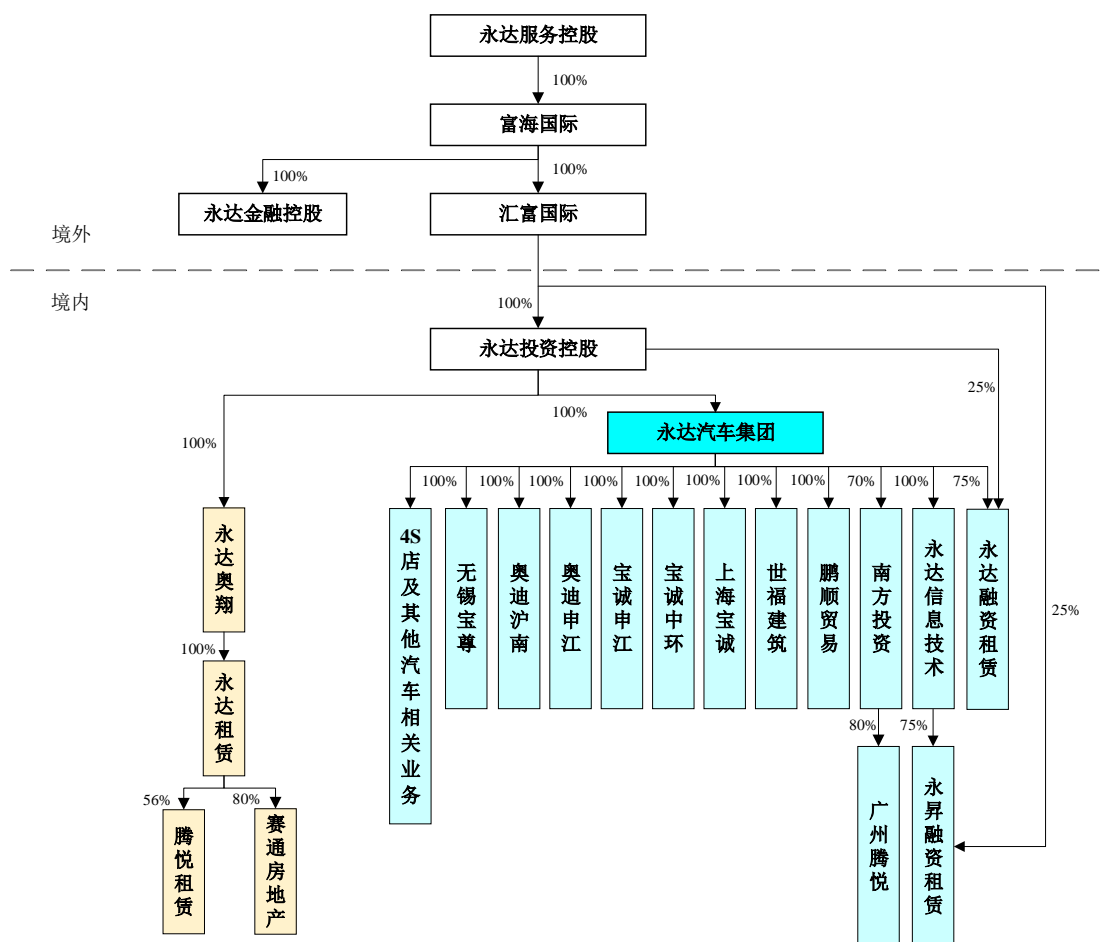 永达服务控股
100%
富海国际
100%
100%
永达金融控股
汇富国际
境外
境内
100%
永达投资控股
25%
100%
永达汽车集团
100%
100%
100%
100%
100%
100%
100%
100%
100%
70%
100%
75%
永达奥翔
4S店及其他汽车相关业务
无锡宝尊
奥迪沪南
奥迪申江
宝诚申江
宝诚中环
上海宝诚
世福建筑
鹏顺贸易
南方投资
永达信息技术
永达融资租赁
25%
100%
永达租赁
80%
75%
56%
80%
腾悦租赁
赛通房地产
广州腾悦
永昇融资租赁